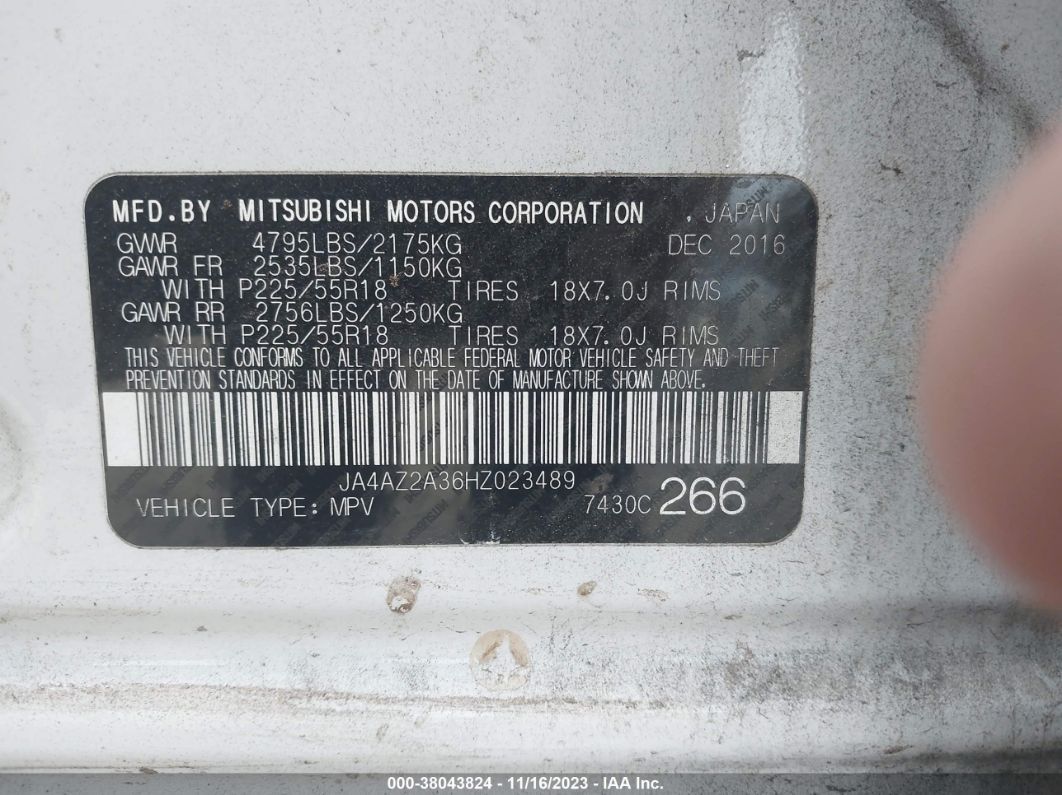 MFD.BY MITSUBISHI MOTORS CORPORATION , JAPAN
GVWR 4795LBS/2175KG DEC 2016
GAWR FR 2535LBS/1150KG
WITH P225/55R18 TIRES 18X7.0J RIMS
GAWR RR 2756LBS/1250KG
WITH P225/55R18 TIRES 18X7.0J RIMS
THIS VEHICLE CONFORMS TO ALL APPLICABLE FEDERAL MOTOR VEHICLE SAFETY AND THEFT
PREVENTION STANDARDS IN EFFECT ON THE DATE OF MANUFACTURE SHOWN ABOVE.
JA4AZ2A36HZ023489
VEHICLE TYPE: MPV 7430C 266
000-38043824 - 11/16/2023 - IAA Inc.